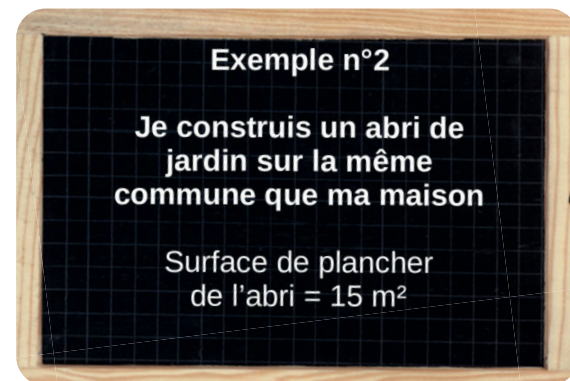 Exemple n°2
Je construis un abri de
jardin sur la même
commune que ma maison
Surface de plancher
de l’abri = 15 m²